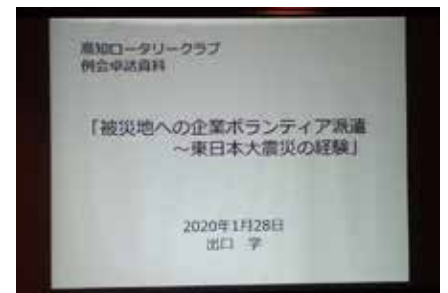 高知ロータリークラブ
例会卓話資料
「被災地への企業ボランティア派遣
～東日本大震災の経験」
2020年1月28日
出口 学